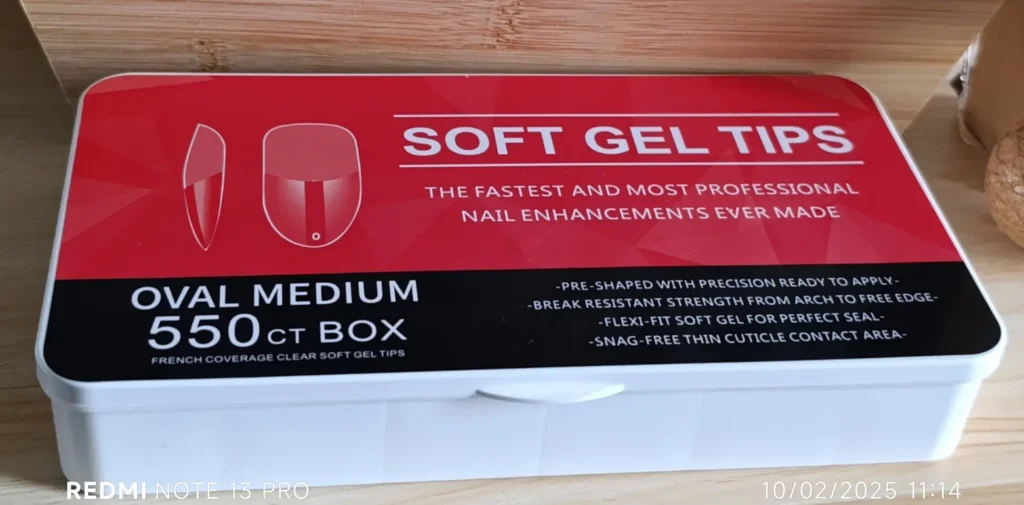 SOFT GEL TIPS
THE FASTEST AND MOST PROFESSIONAL
NAIL ENHANCEMENTS EVER MADE
OVAL MEDIUM
550 CT BOX
FRENCH COVERAGE CLEAR SOFT GEL TIPS
-PRE-SHAPED WITH PRECISION READY TO APPLY-
-BREAK RESISTANT STRENGTH FROM ARCH TO FREE EDGE-
-FLEXI-FIT SOFT GEL FOR PERFECT SEAL-
-SNAG-FREE THIN CUTICLE CONTACT AREA-
REDMI NOTE 13 PRO
10/02/2025 11:14